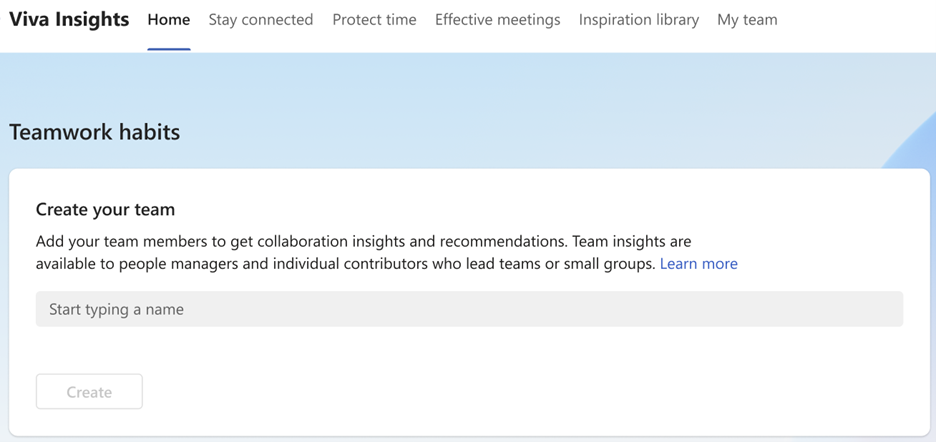 Viva Insights Home Stay connected Protect time Effective meetings Inspiration library My team
Teamwork habits
Create your team
Add your team members to get collaboration insights and recommendations. Team insights are
available to people managers and individual contributors who lead teams or small groups. Learn more
Start typing a name
Create